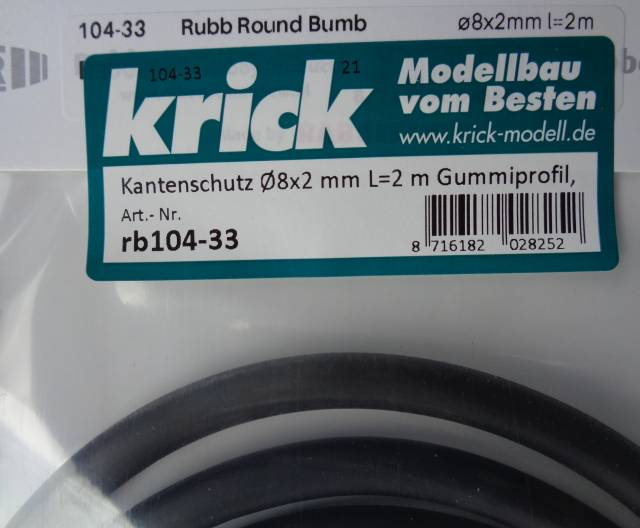 104-33 Rubb Round Bumb ø8x2mm l=2m
104-33 21
krick
Modellbau
vom Besten
www.krick-modell.de
Kantenschutz Ø8x2 mm L=2 m Gummiprofil,
Art.- Nr.
rb104-33
8 716182 028252